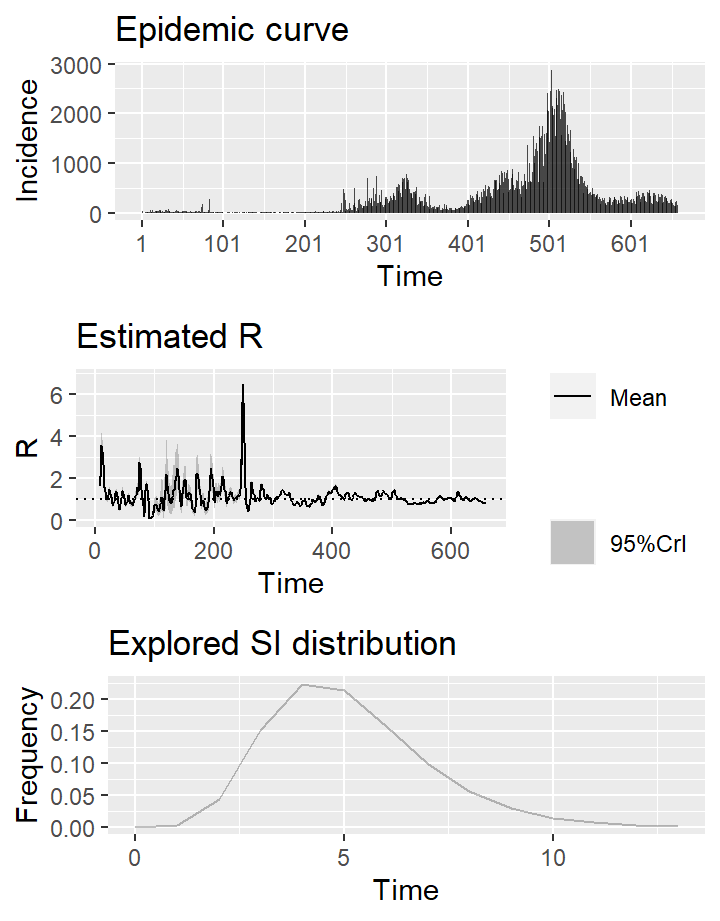 Epidemic curve
3000
2000
1000
0
Incidence
1 101 201 301 401 501 601
Time
Estimated R
6
4
2
0
R
0 200 400 600
Time
Mean
95%CrI
Explored SI distribution
0.20
0.15
0.10
0.05
0.00
Frequency
0 5 10
Time